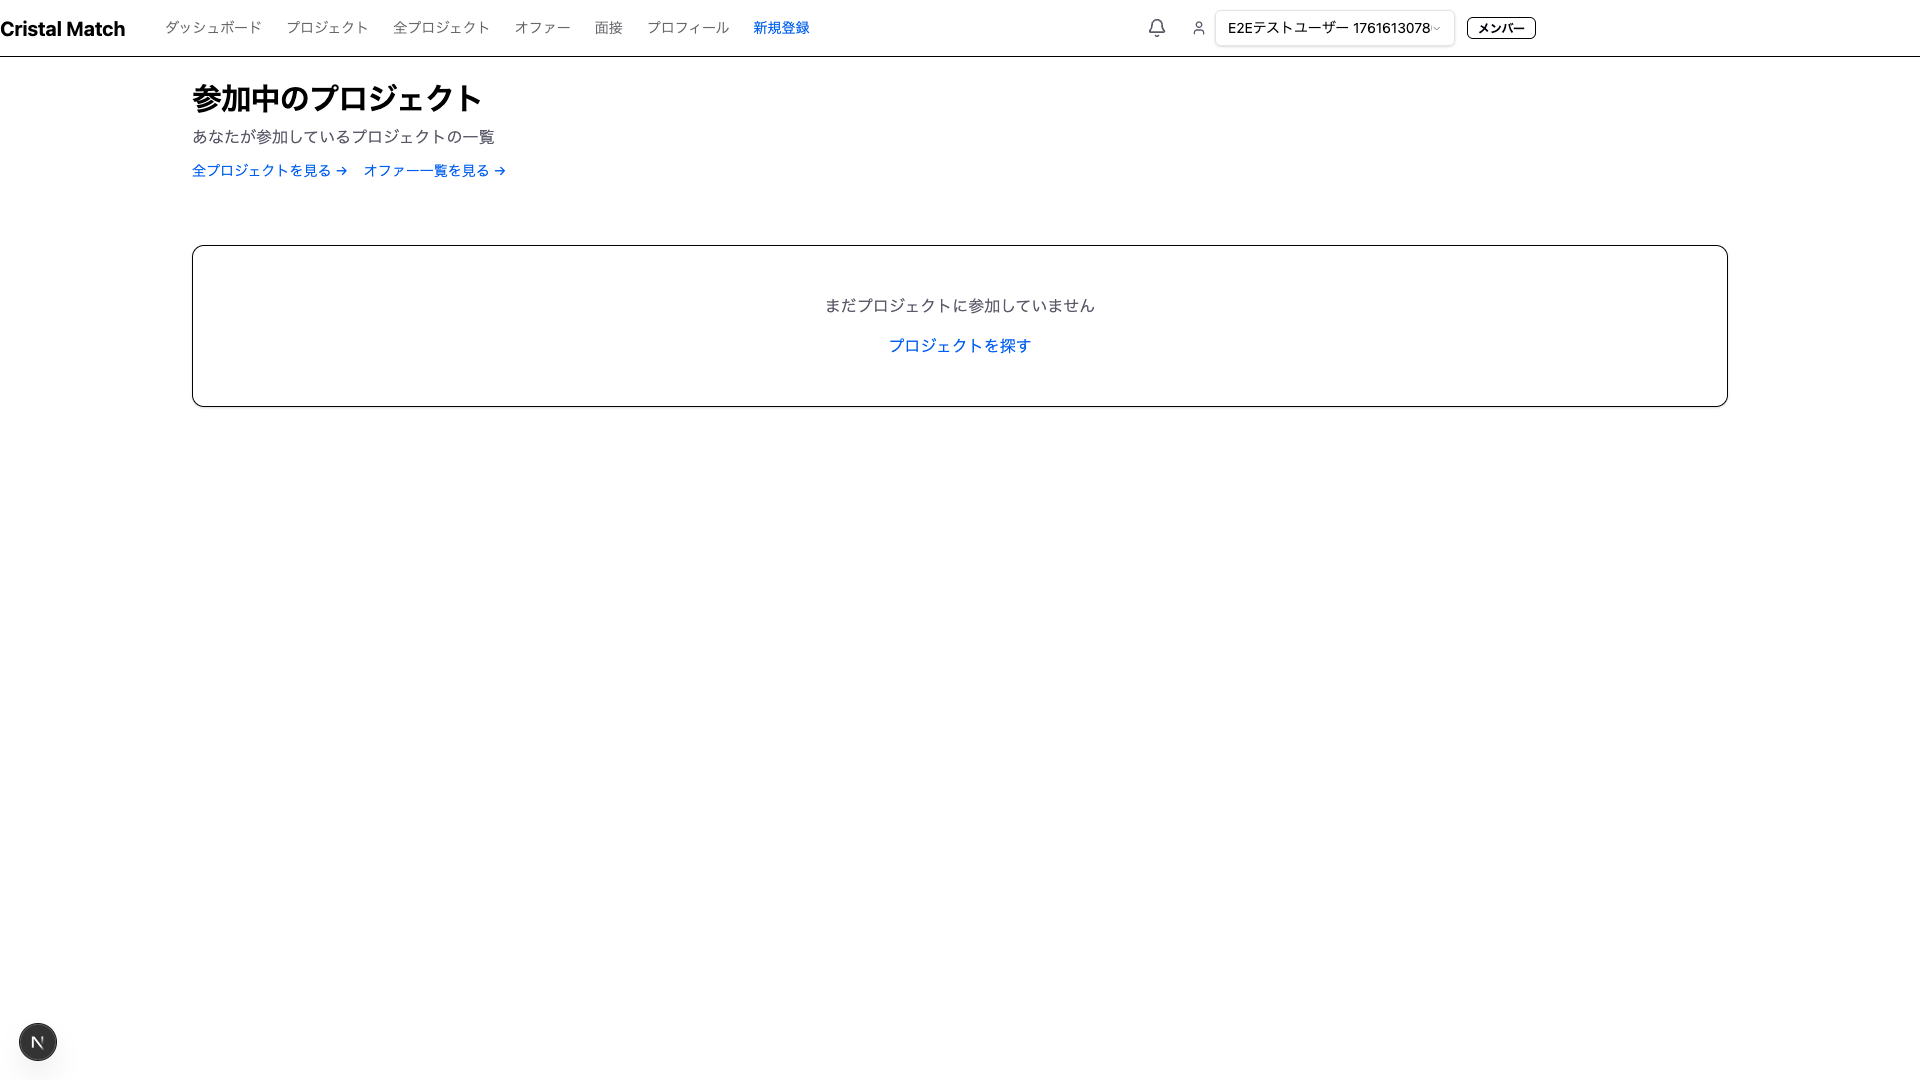 Cristal Match ダッシュボード プロジェクト 全プロジェクト オファー 面接 プロフィール 新規登録 E2Eテストユーザー 1761613078 メンバー
参加中のプロジェクト
あなたが参加しているプロジェクトの一覧
全プロジェクトを見る → オファー一覧を見る →
まだプロジェクトに参加していません
プロジェクトを探す
N